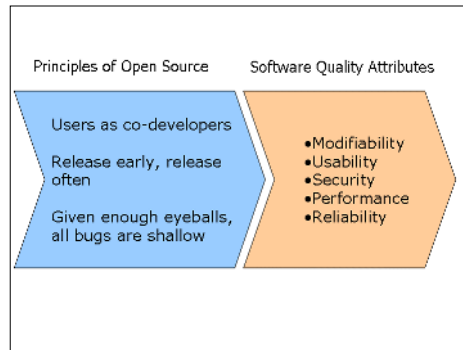 Principles of Open Source
Software Quality Attributes
Users as co-developers
Release early, release
often
Given enough eyeballs,
all bugs are shallow
•Modifiability
•Usability
•Security
•Performance
•Reliability